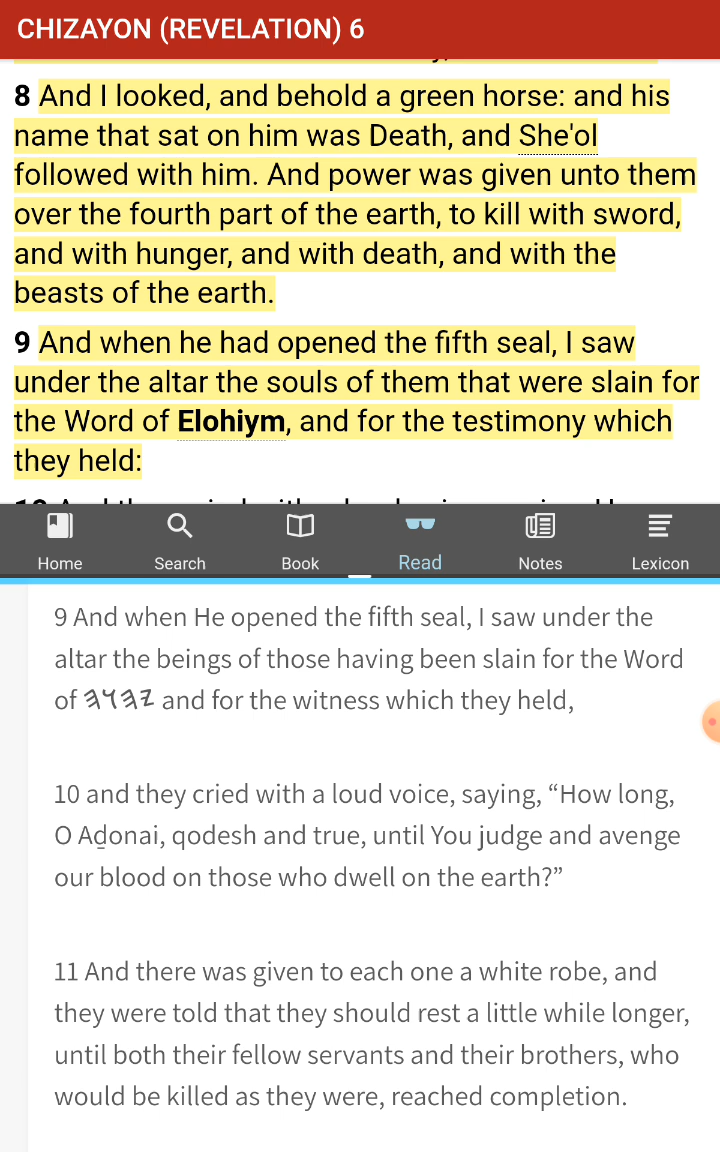 CHIZAYON (REVELATION) 6
8 And I looked, and behold a green horse: and his
name that sat on him was Death, and She'ol
followed with him. And power was given unto them
over the fourth part of the earth, to kill with sword,
and with hunger, and with death, and with the
beasts of the earth.
9 And when he had opened the fifth seal, I saw
under the altar the souls of them that were slain for
the Word of Elohiym, and for the testimony which
they held:
Home Search Book Read Notes Lexicon
9 And when He opened the fifth seal, I saw under the
altar the beings of those having been slain for the Word
of 𐤉𐤄𐤅𐤄 and for the witness which they held,
10 and they cried with a loud voice, saying, “How long,
O Aḏonai, qodesh and true, until You judge and avenge
our blood on those who dwell on the earth?”
11 And there was given to each one a white robe, and
they were told that they should rest a little while longer,
until both their fellow servants and their brothers, who
would be killed as they were, reached completion.